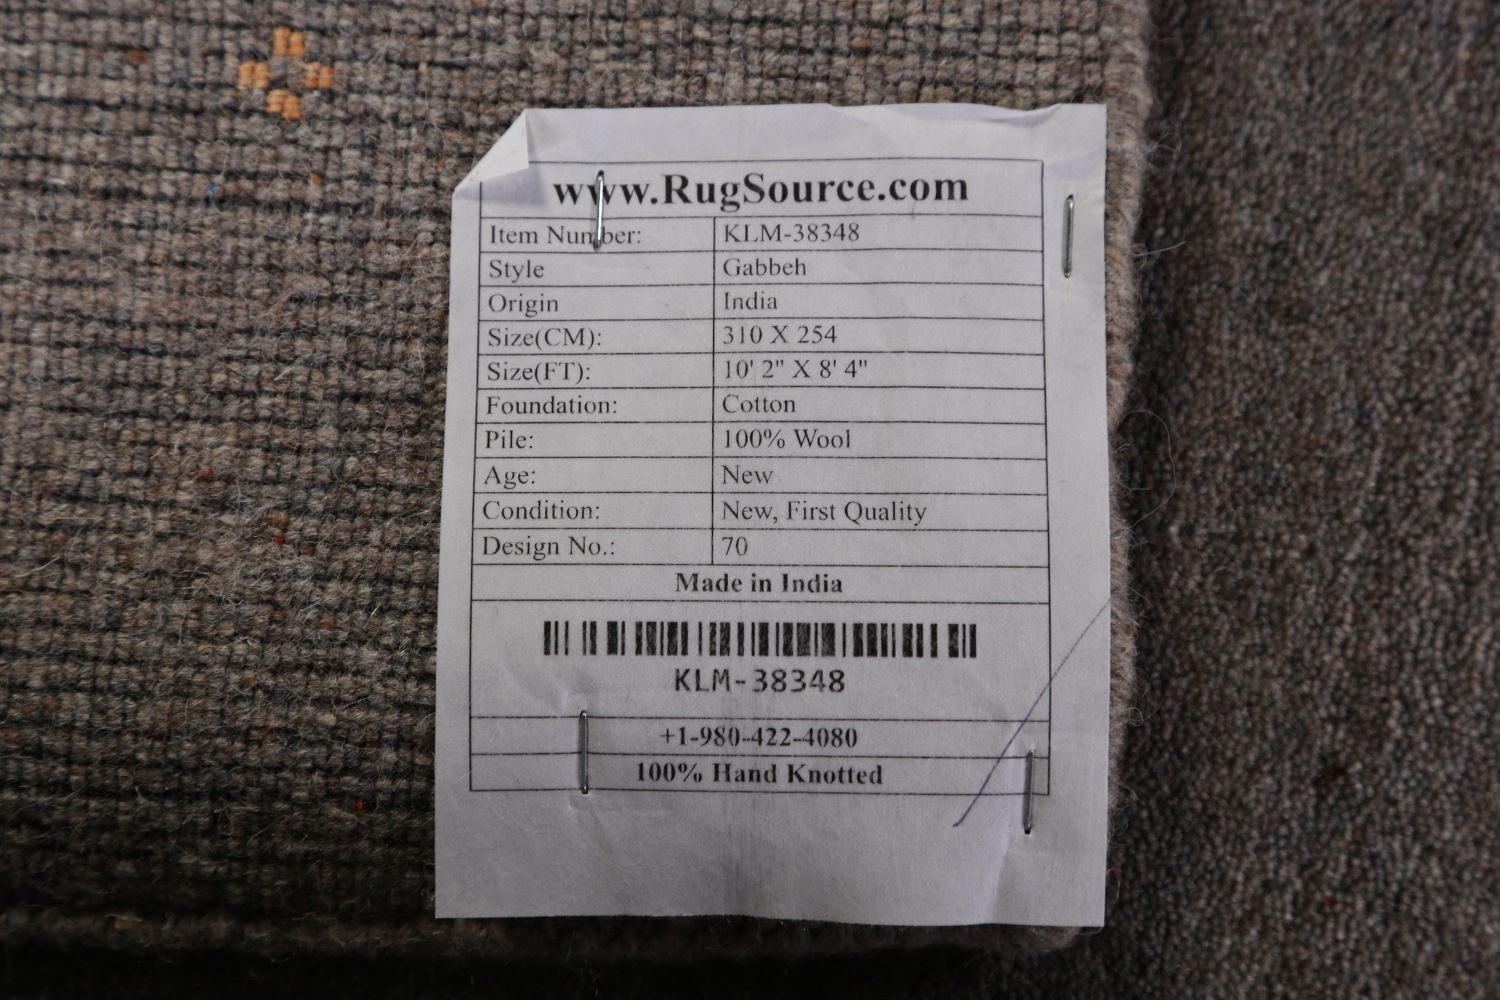 www.RugSource.com
Item Number: KLM-38348
Style Gabbeh
Origin India
Size(CM): 310 X 254
Size(FT): 10' 2" X 8' 4"
Foundation: Cotton
Pile: 100% Wool
Age: New
Condition: New, First Quality
Design No.: 70
Made in India
KLM-38348
+1-980-422-4080
100% Hand Knotted